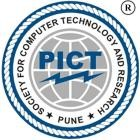 ®
SOCIETY FOR COMPUTER TECHNOLOGY AND RESEARCH
PICT
PUNE